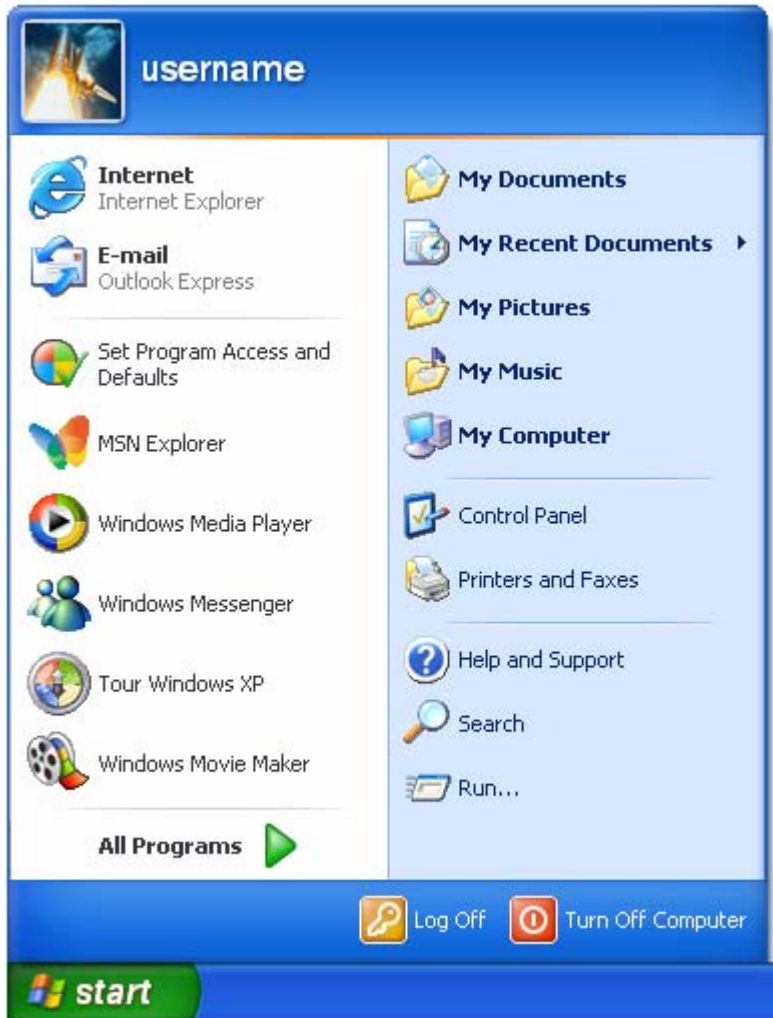 username
Internet
Internet Explorer
E-mail
Outlook Express
Set Program Access and
Defaults
MSN Explorer
Windows Media Player
Windows Messenger
Tour Windows XP
Windows Movie Maker
All Programs
My Documents
My Recent Documents
My Pictures
My Music
My Computer
Control Panel
Printers and Faxes
Help and Support
Search
Run...
Log Off
Turn Off Computer
start